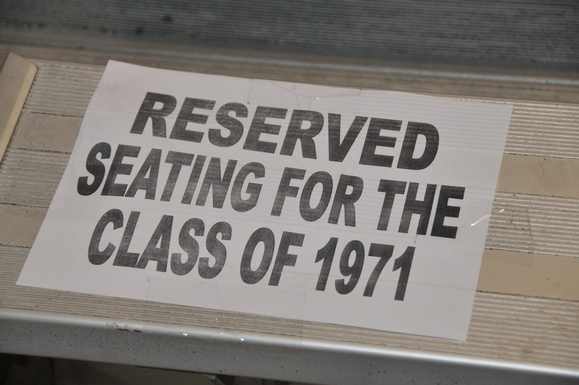 RESERVED
SEATING FOR THE
CLASS OF 1971